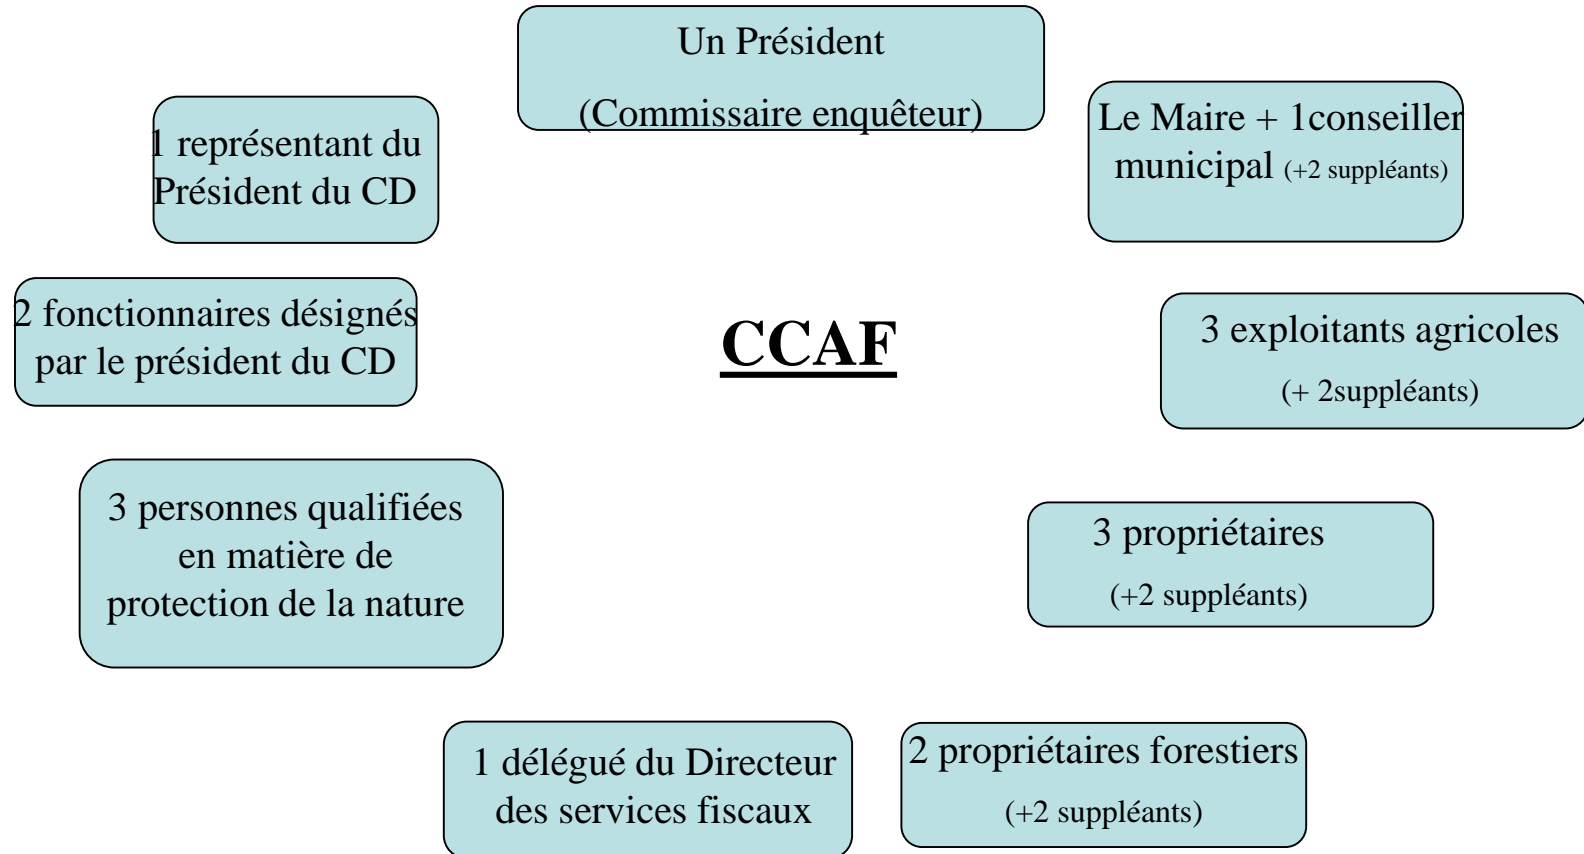 Un Président
(Commissaire enquêteur)
1 représentant du
Président du CD
Le Maire + 1conseiller
municipal (+2 suppléants)
2 fonctionnaires désignés
par le président du CD
CCAF
3 exploitants agricoles
(+ 2suppléants)
3 personnes qualifiées
en matière de
protection de la nature
3 propriétaires
(+2 suppléants)
1 délégué du Directeur
des services fiscaux
2 propriétaires forestiers
(+2 suppléants)